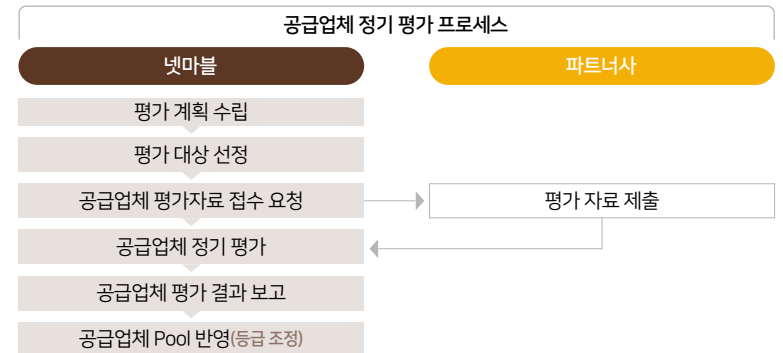 공급업체 정기 평가 프로세스
넷마블
파트너사
평가 계획 수립
평가 대상 선정
공급업체 평가자료 접수 요청
평가 자료 제출
공급업체 정기 평가
공급업체 평가 결과 보고
공급업체 Pool 반영(등급 조정)